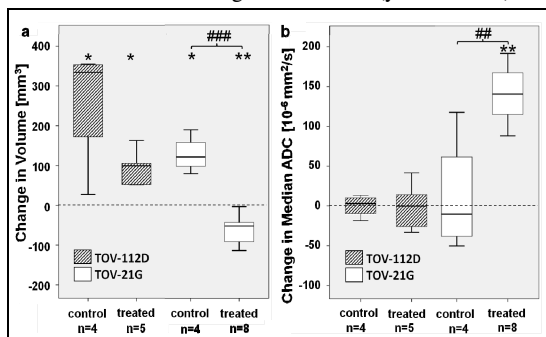 a
###
*
*
*
**
Change in Volume [mm³]
400
300
200
100
0
-100
-200
TOV-112D
TOV-21G
control
n=4
treated
n=5
control
n=4
treated
n=8
b
##
**
Change in Median ADC [10⁻⁶ mm²/s]
200
150
100
50
0
-50
-100
TOV-112D
TOV-21G
control
n=4
treated
n=5
control
n=4
treated
n=8